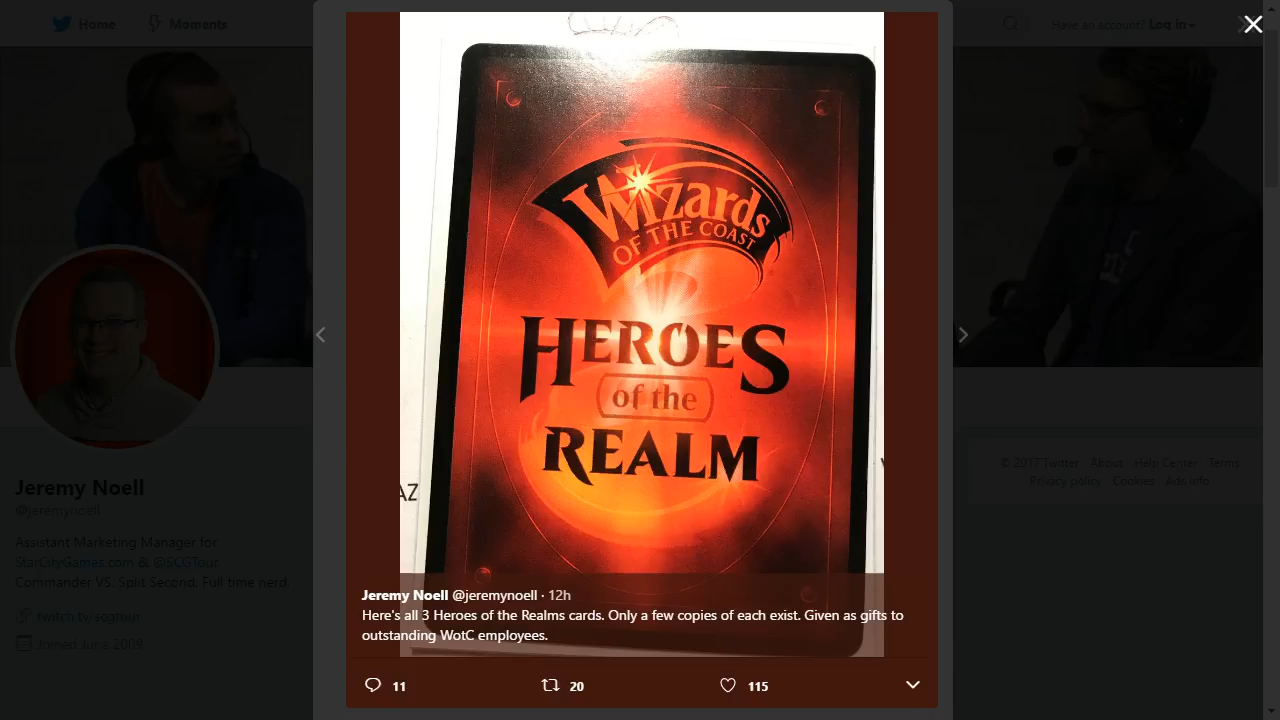 Home
Moments
Have an account? Log in
Wizards
OF THE COAST
HEROES
of the
REALM
AZ
Jeremy Noell @jeremynoell · 12h
Here's all 3 Heroes of the Realms cards. Only a few copies of each exist. Given as gifts to
outstanding WotC employees.
11
20
115
Jeremy Noell
@jeremynoell
Assistant Marketing Manager for
StarCityGames.com & @SCGTour
Commander VS. Split Second. Full time nerd
twitch.tv/scgtour
Joined June 2009
© 2017 Twitter About Help Center Terms
Privacy policy Cookies Ads info